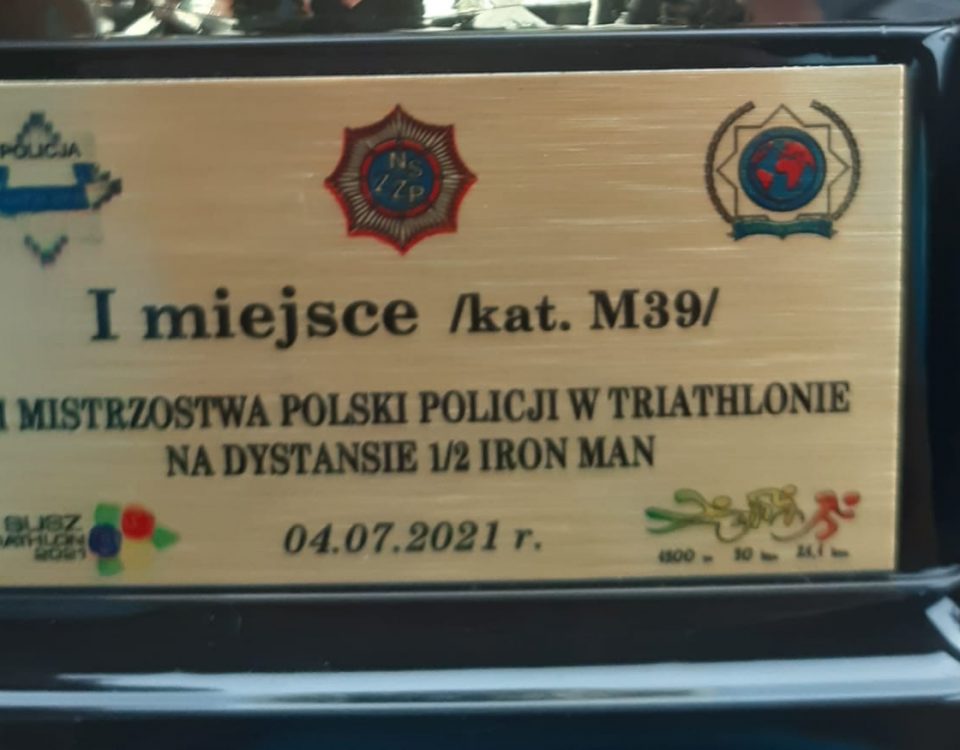 POLICJA
NSZZP
I miejsce /kat. M39/
MISTRZOSTWA POLSKI POLICJI W TRIATHLONIE
NA DYSTANSIE 1/2 IRON MAN
SUSZ
2021
04.07.2021 r.